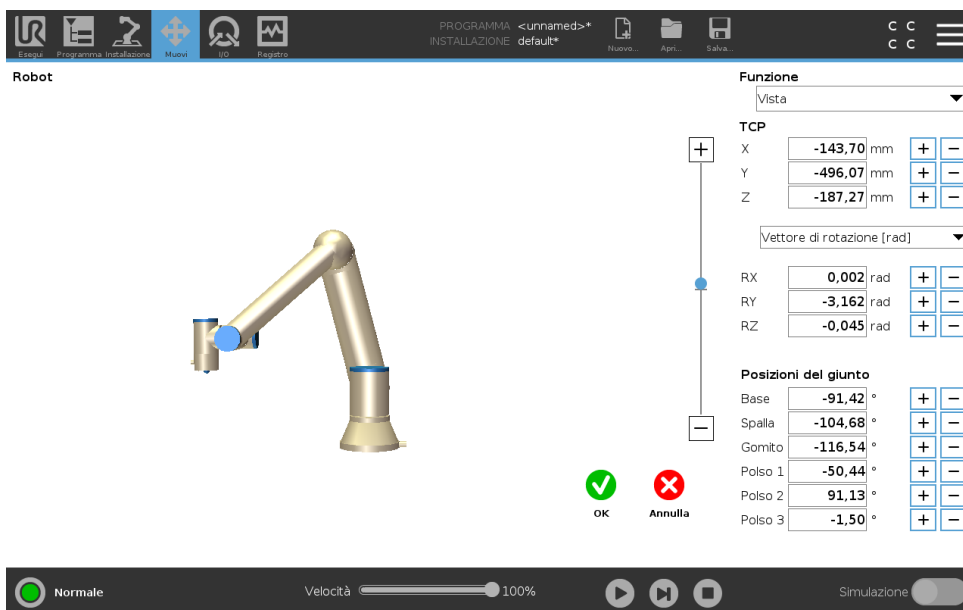 PROGRAMMA <unnamed>*
INSTALLAZIONE default*
UR
Esegui Programma Installazione Muovi I/O Registro Nuovo... Apri... Salva...
C C
C C
Robot
Funzione
Vista
TCP
X -143,70 mm + −
Y -496,07 mm + −
Z -187,27 mm + −
Vettore di rotazione [rad]
RX 0,002 rad + −
RY -3,162 rad + −
RZ -0,045 rad + −
Posizioni del giunto
Base -91,42 ° + −
Spalla -104,68 ° + −
Gomito -116,54 ° + −
Polso 1 -50,44 ° + −
Polso 2 91,13 ° + −
Polso 3 -1,50 ° + −
OK Annulla
Normale Velocità 100% Simulazione